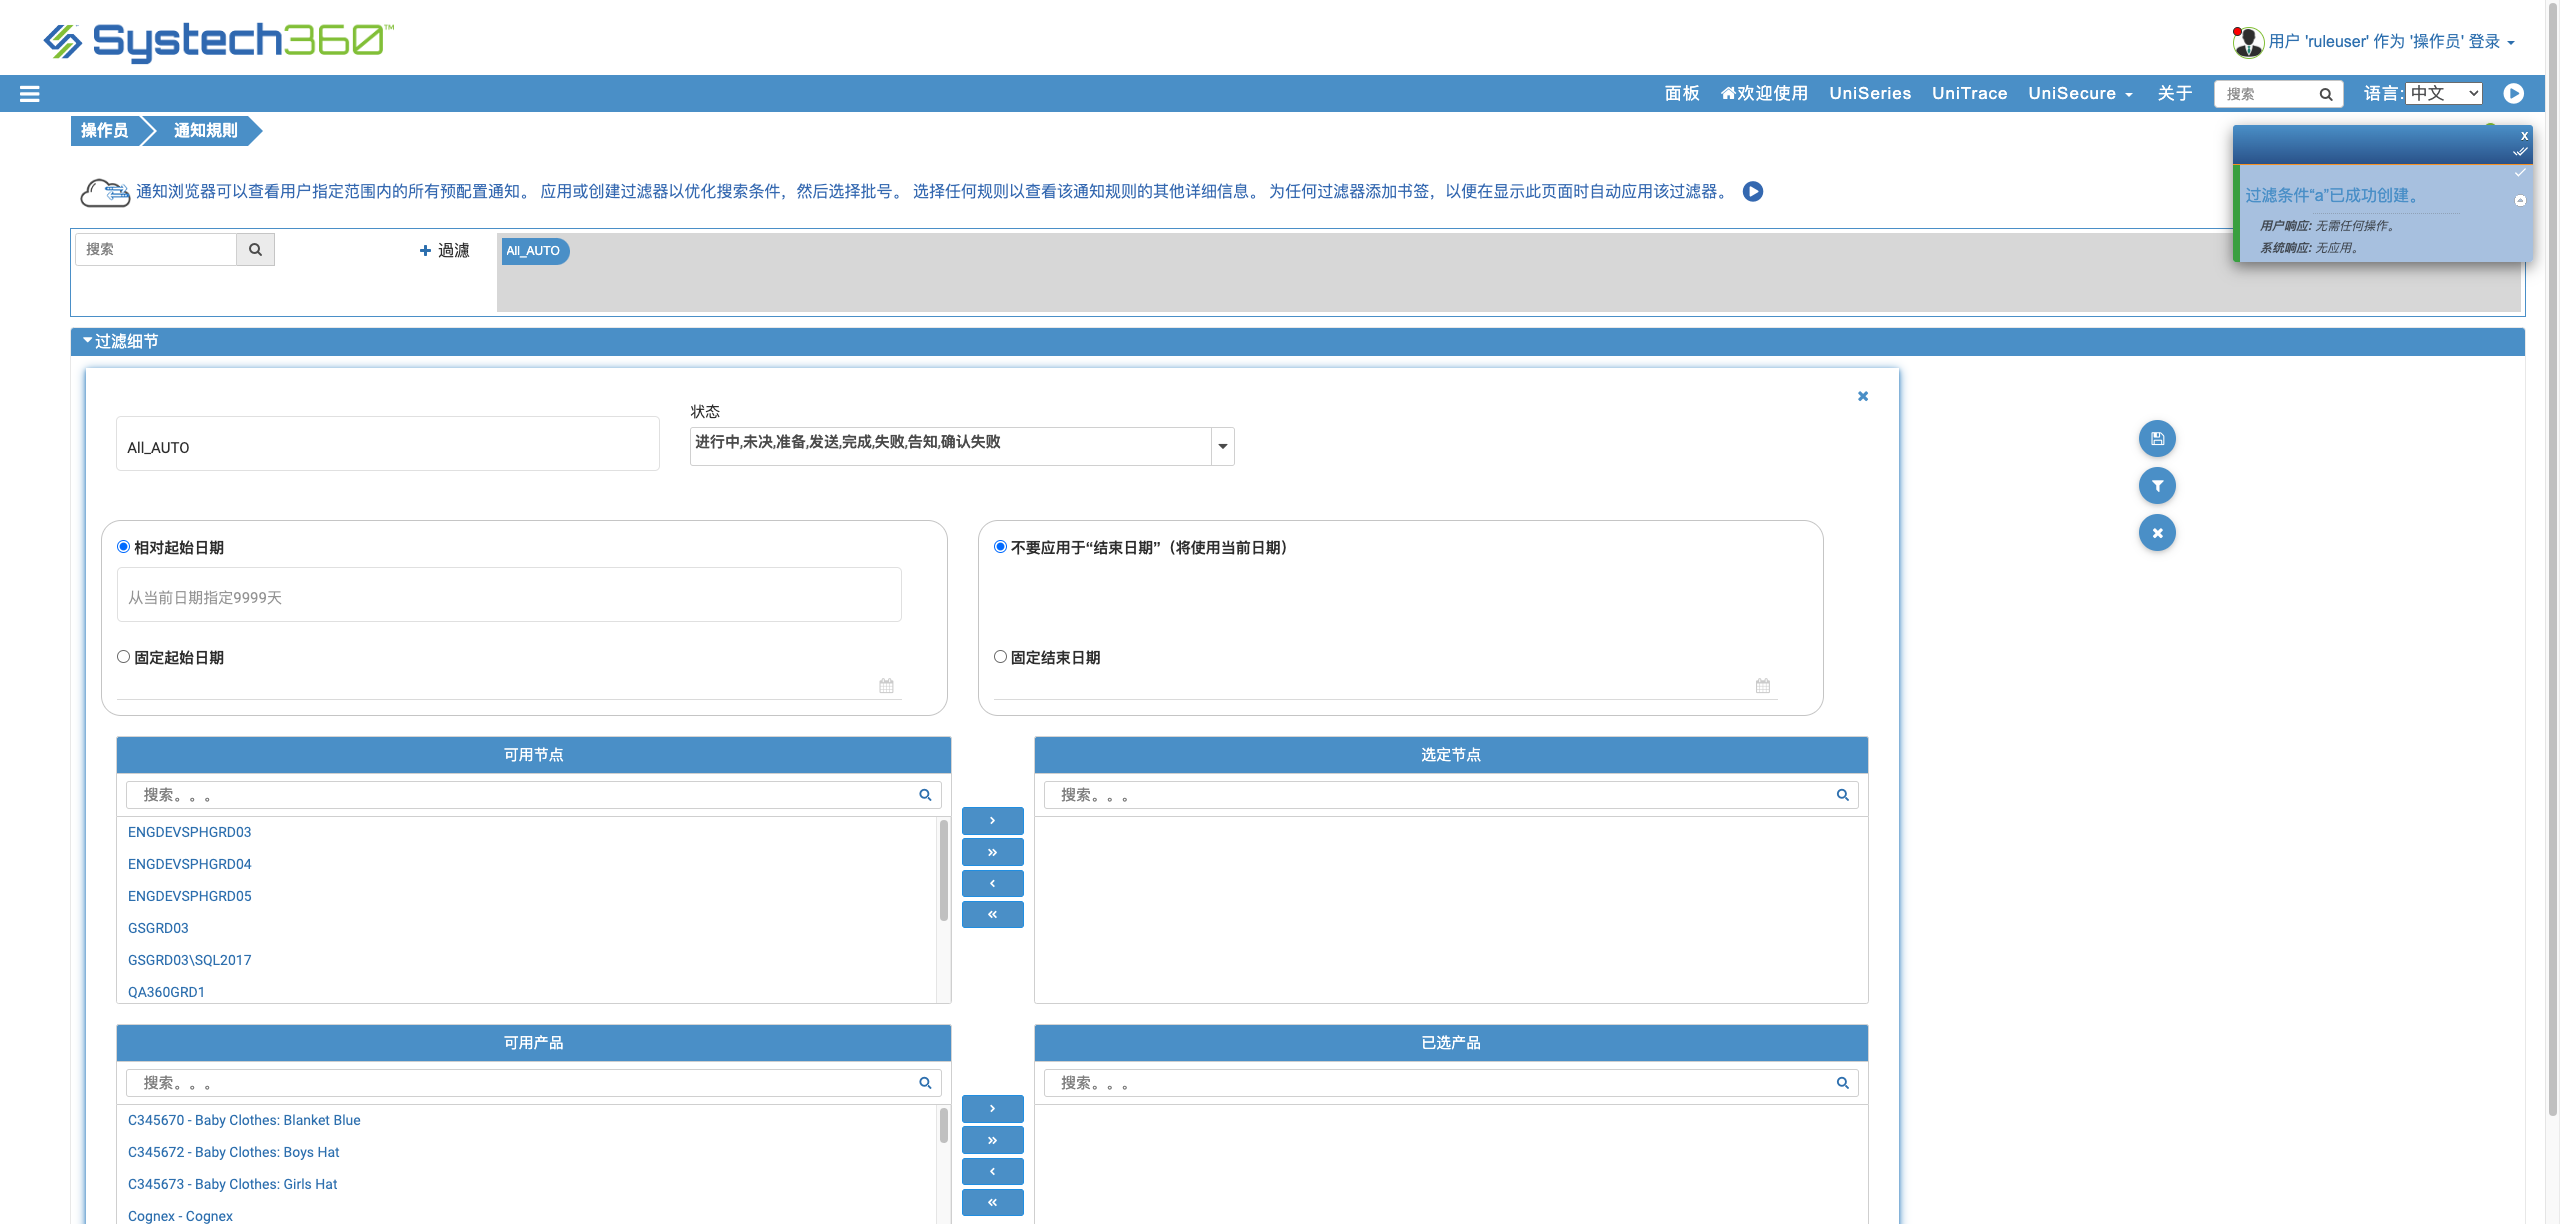 Systech360™
用户 'ruleuser' 作为 '操作员' 登录
面板 欢迎使用 UniSeries UniTrace UniSecure 关于 搜索 语言: 中文
操作员 通知規則
通知浏览器可以查看用户指定范围内的所有预配置通知。 应用或创建过滤器以优化搜索条件，然后选择批号。 选择任何规则以查看该通知规则的其他详细信息。 为任何过滤器添加书签，以便在显示此页面时自动应用该过滤器。
x
过滤条件“a”已成功创建。
用户响应: 无需任何操作。
系统响应: 无应用。
搜索 过濾 All_AUTO
过滤细节
状态
All_AUTO 进行中,未决,准备,发送,完成,失败,告知,确认失败
相对起始日期 不要应用于“结束日期”（将使用当前日期）
从当前日期指定9999天
固定起始日期 固定结束日期
可用节点 选定节点
搜索。。。 搜索。。。
ENGDEVSPHGRD03
ENGDEVSPHGRD04
ENGDEVSPHGRD05
GSGRD03
GSGRD03\SQL2017
QA360GRD1
可用产品 已选产品
搜索。。。 搜索。。。
C345670 - Baby Clothes: Blanket Blue
C345672 - Baby Clothes: Boys Hat
C345673 - Baby Clothes: Girls Hat
Cognex - Cognex